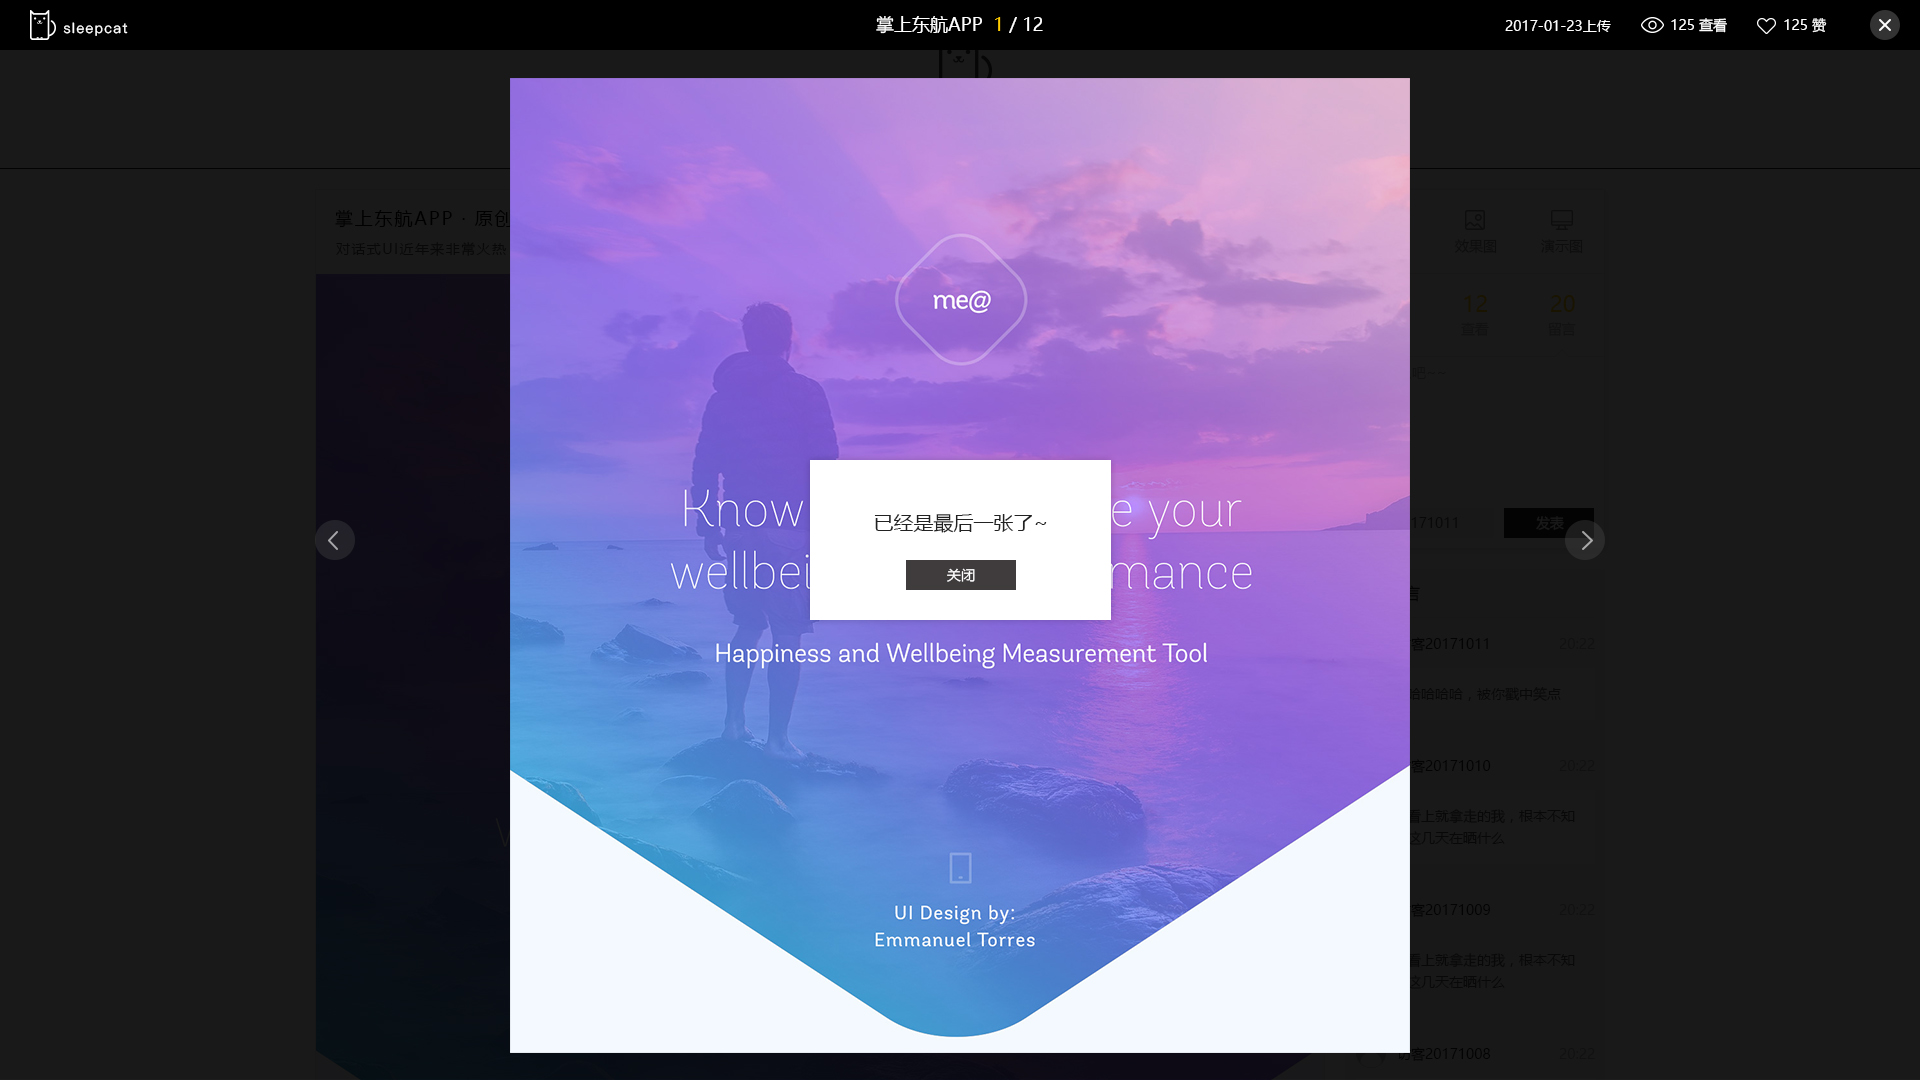 sleepcat
掌上东航APP 1 / 12
2017-01-23上传
125 查看
125 赞
掌上东航APP · 原创
对话式UI近年来非常火热
效果图
演示图
me@
12
20
查看
留言
吧~~
Know
e your
wellbei
mance
已经是最后一张了~
关闭
171011
发表
Happiness and Wellbeing Measurement Tool
言
客20171011
20:22
哈哈哈哈，被你戳中笑点
客20171010
20:22
看上就拿走的我，根本不知
这几天在晒什么
UI Design by:
Emmanuel Torres
客20171009
20:22
看上就拿走的我，根本不知
这几天在晒什么
访客20171008
20:22